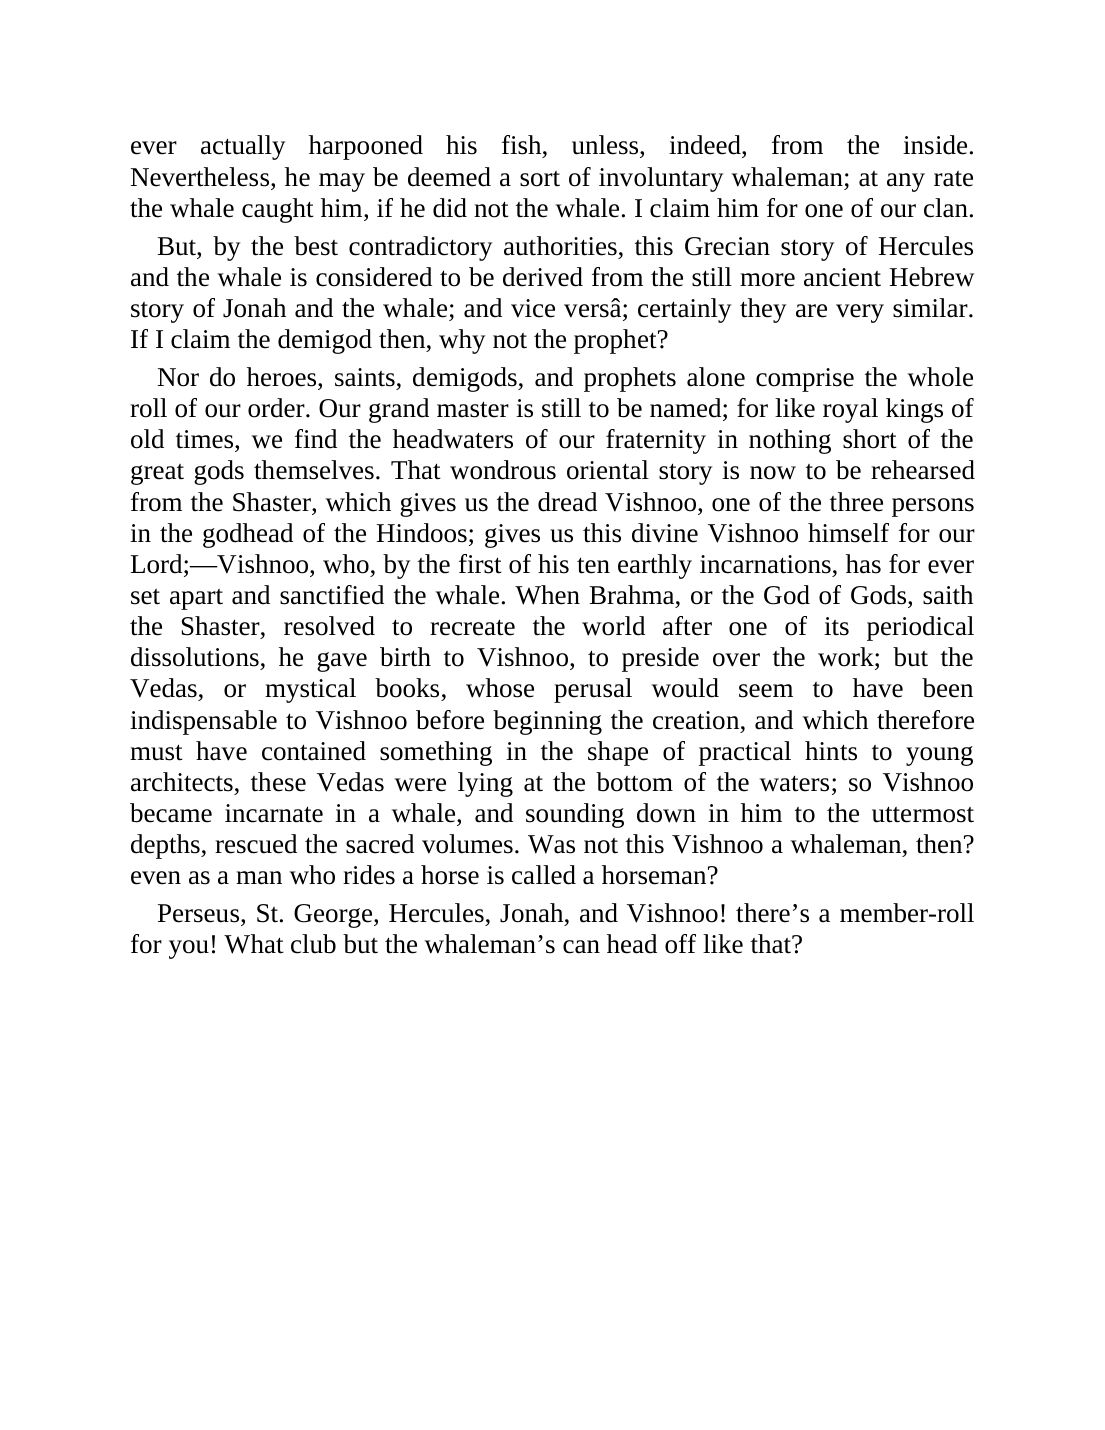 ever actually harpooned his fish, unless, indeed, from the inside.
Nevertheless, he may be deemed a sort of involuntary whaleman; at any rate
the whale caught him, if he did not the whale. I claim him for one of our clan.
But, by the best contradictory authorities, this Grecian story of Hercules
and the whale is considered to be derived from the still more ancient Hebrew
story of Jonah and the whale; and vice versâ; certainly they are very similar.
If I claim the demigod then, why not the prophet?
Nor do heroes, saints, demigods, and prophets alone comprise the whole
roll of our order. Our grand master is still to be named; for like royal kings of
old times, we find the headwaters of our fraternity in nothing short of the
great gods themselves. That wondrous oriental story is now to be rehearsed
from the Shaster, which gives us the dread Vishnoo, one of the three persons
in the godhead of the Hindoos; gives us this divine Vishnoo himself for our
Lord;—Vishnoo, who, by the first of his ten earthly incarnations, has for ever
set apart and sanctified the whale. When Brahma, or the God of Gods, saith
the Shaster, resolved to recreate the world after one of its periodical
dissolutions, he gave birth to Vishnoo, to preside over the work; but the
Vedas, or mystical books, whose perusal would seem to have been
indispensable to Vishnoo before beginning the creation, and which therefore
must have contained something in the shape of practical hints to young
architects, these Vedas were lying at the bottom of the waters; so Vishnoo
became incarnate in a whale, and sounding down in him to the uttermost
depths, rescued the sacred volumes. Was not this Vishnoo a whaleman, then?
even as a man who rides a horse is called a horseman?
Perseus, St. George, Hercules, Jonah, and Vishnoo! there’s a member-roll
for you! What club but the whaleman’s can head off like that?